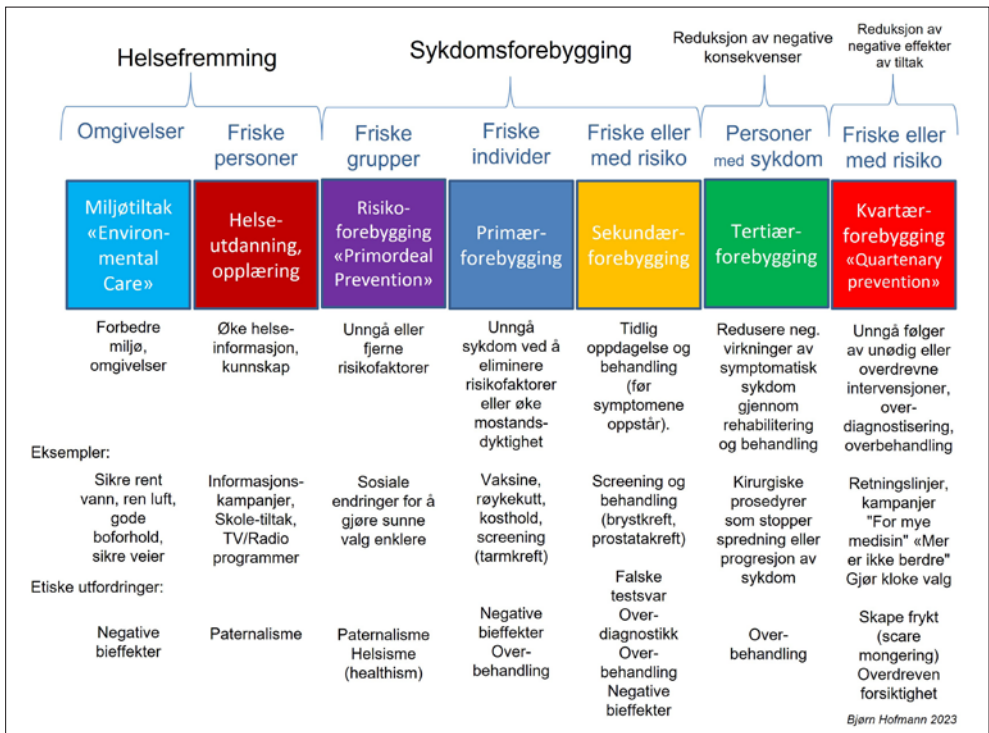 Helsefremming
Sykdomsforebygging
Reduksjon av negative
konsekvenser
Reduksjon av
negative effekter
av tiltak
Omgivelser
Friske
personer
Friske
grupper
Friske
individer
Friske eller
med risiko
Personer
med sykdom
Friske eller
med risiko
Miljøtiltak
«Environ-
mental
Care»
Helse-
utdanning,
opplæring
Risiko-
forebygging
«Primordeal
Prevention»
Primær-
forebygging
Sekundær-
forebygging
Tertiær-
forebygging
Kvartær-
forebygging
«Quartenary
prevention»
Forbedre
miljø,
omgivelser
Øke helse-
informasjon,
kunnskap
Unngå eller
fjerne
risikofaktorer
Unngå
sykdom ved å
eliminere
risikofaktorer
eller øke
mostands-
dyktighet
Tidlig
oppdagelse og
behandling
(før
symptomene
oppstår).
Redusere neg.
virkninger av
symptomatisk
sykdom
gjennom
rehabilitering
og behandling
Unngå følger
av unødig eller
overdrevne
intervensjoner,
over-
diagnostisering,
overbehandling
Eksempler:
Sikre rent
vann, ren luft,
gode
boforhold,
sikre veier
Informasjons-
kampanjer,
Skole-tiltak,
TV/Radio
programmer
Sosiale
endringer for å
gjøre sunne
valg enklere
Vaksine,
røykekutt,
kosthold,
screening
(tarmkreft)
Screening og
behandling
(brystkreft,
prostatakreft)
Kirurgiske
prosedyrer
som stopper
spredning eller
progresjon av
sykdom
Retningslinjer,
kampanjer
"For mye
medisin" «Mer
er ikke berdre"
Gjør kloke valg
Etiske utfordringer:
Negative
bieffekter
Paternalisme
Paternalisme
Helsisme
(healthism)
Negative
bieffekter
Over-
behandling
Falske
testsvar
Over-
diagnostikk
Over-
behandling
Negative
bieffekter
Over-
behandling
Skape frykt
(scare
mongering)
Overdreven
forsiktighet
Bjørn Hofmann 2023